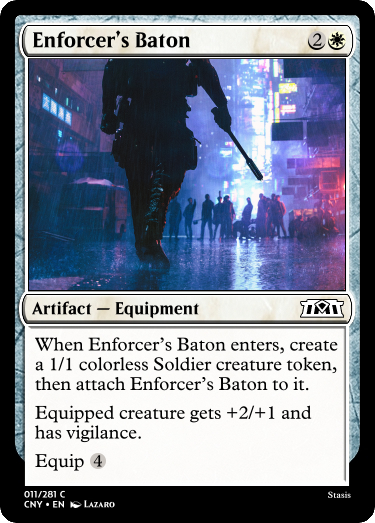 Enforcer's Baton 2
Artifact — Equipment
When Enforcer's Baton enters, create
a 1/1 colorless Soldier creature token,
then attach Enforcer's Baton to it.
Equipped creature gets +2/+1 and
has vigilance.
Equip 4
011/281 C
CNY • EN LAZARO
Stasis